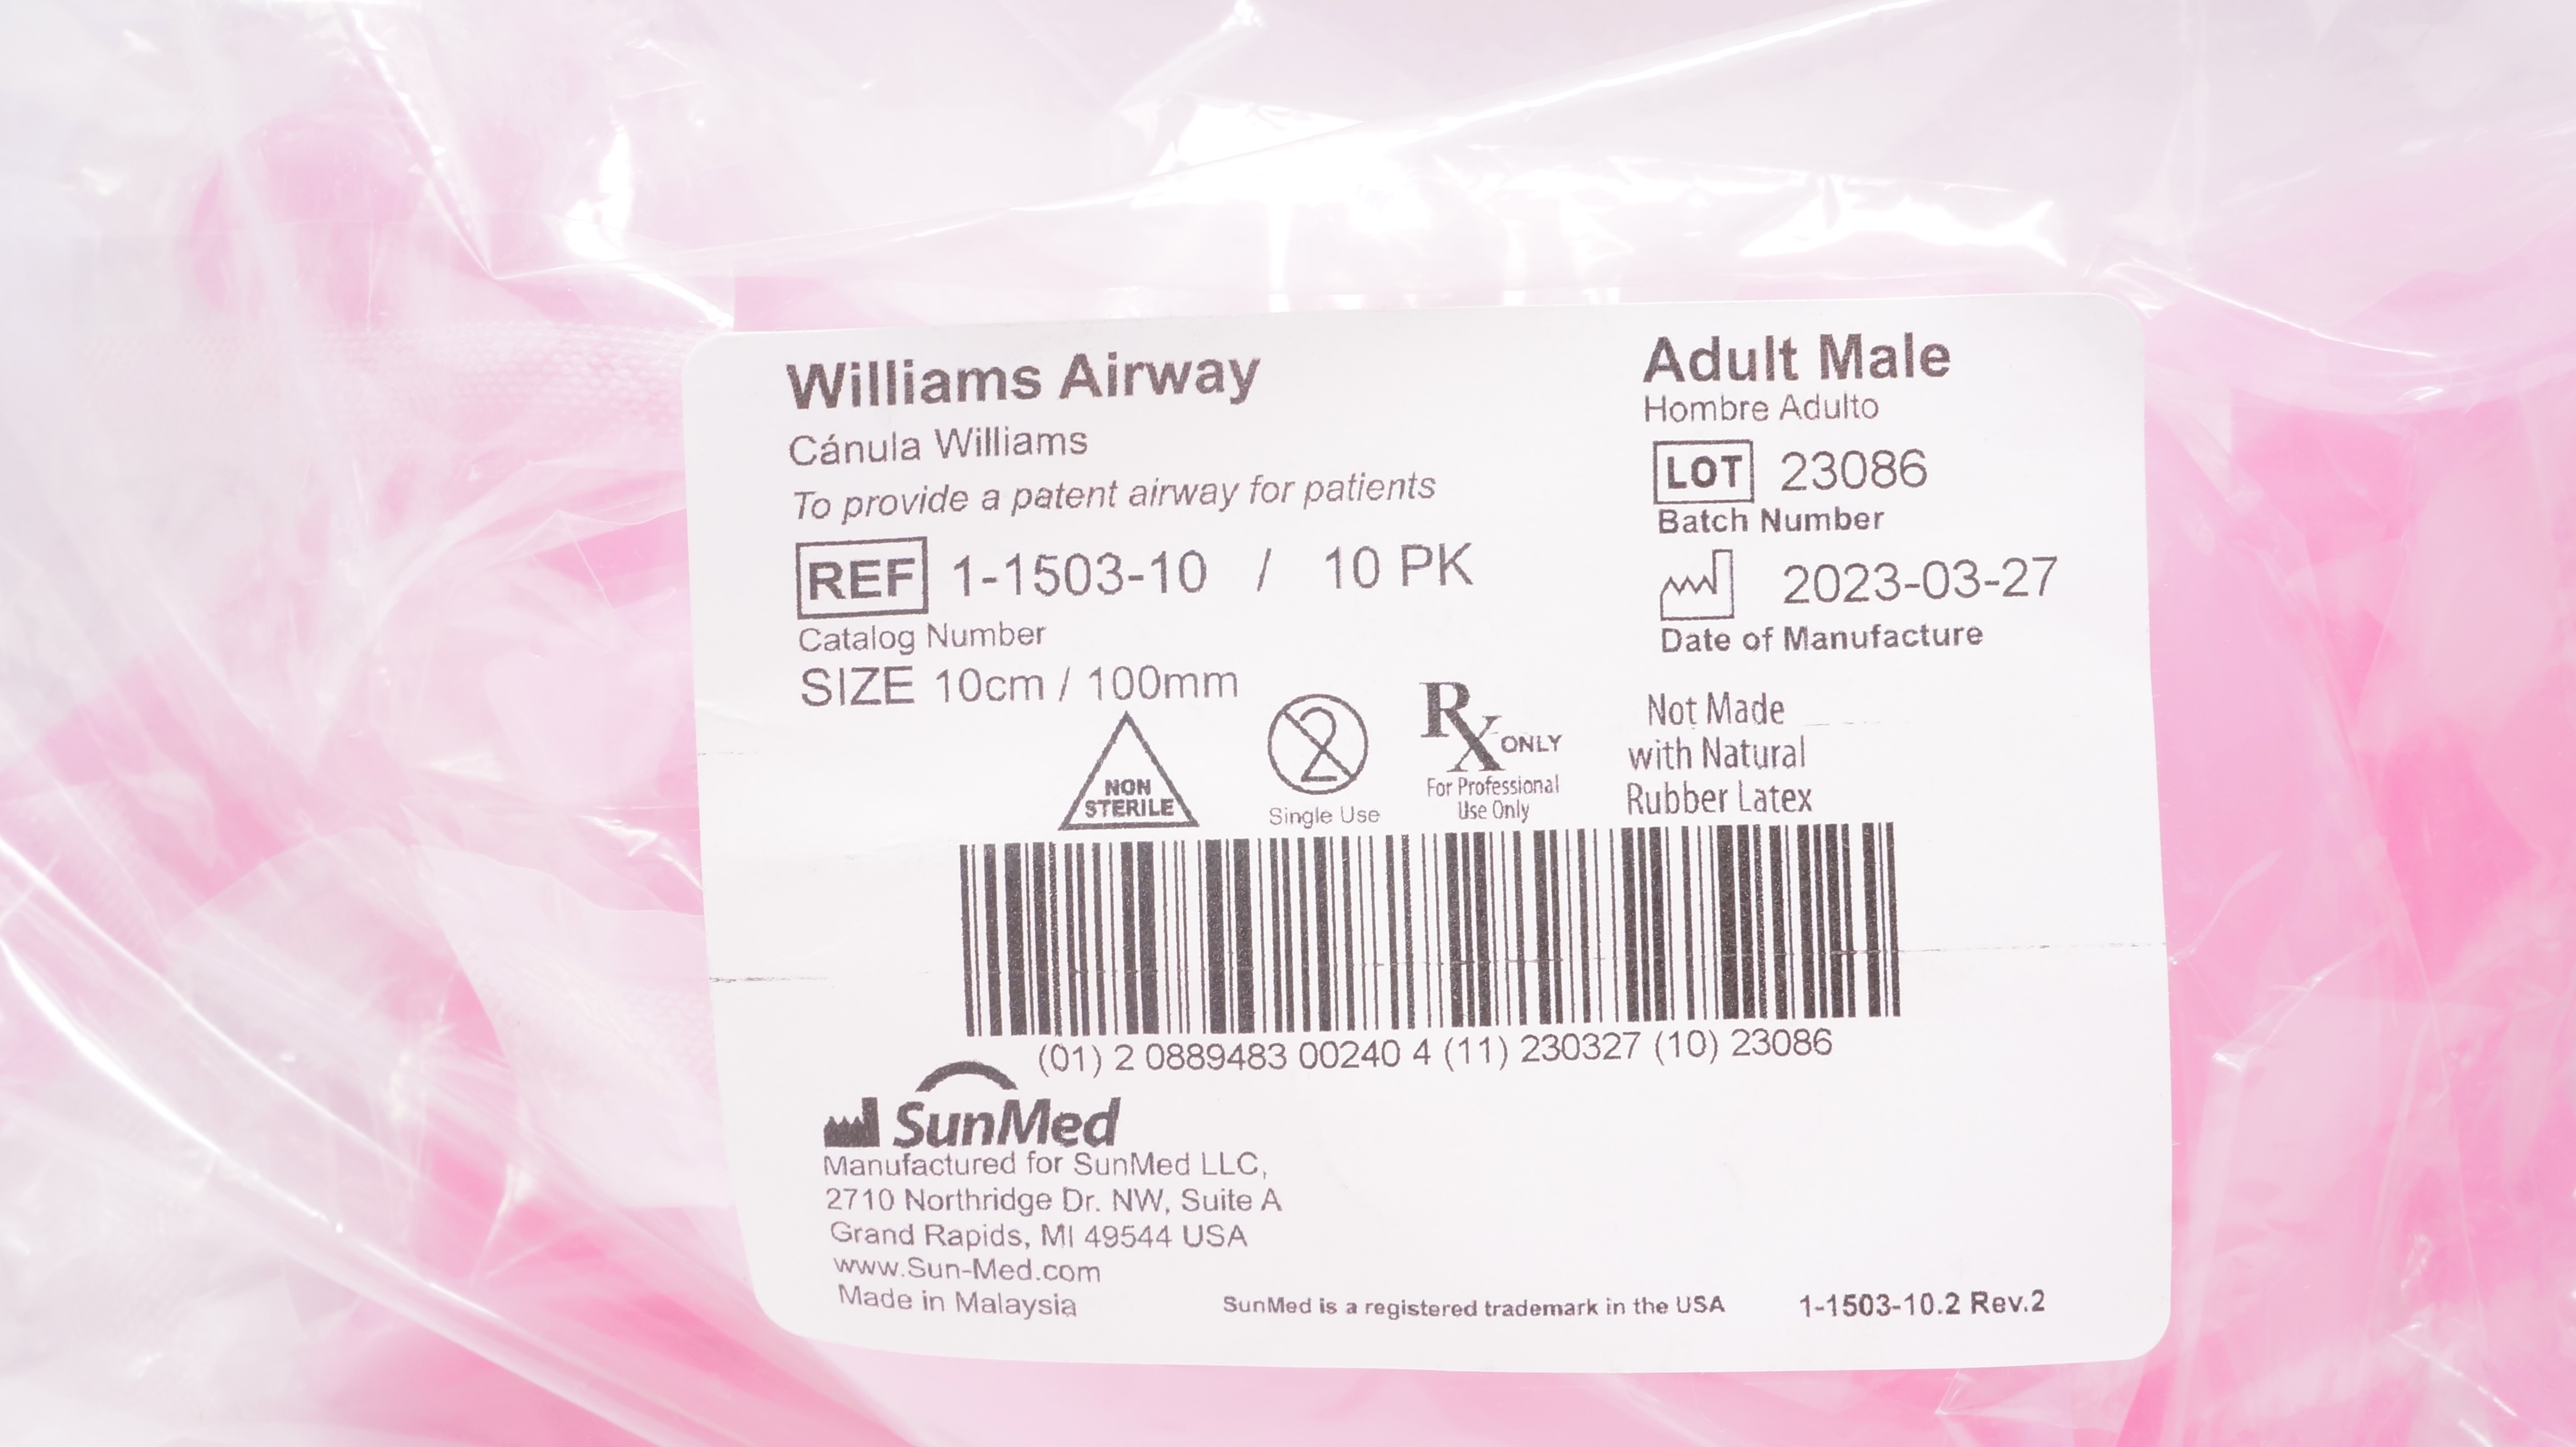 Williams Airway
Cánula Williams
To provide a patent airway for patients
REF 1-1503-10 / 10 PK
Catalog Number
SIZE 10cm / 100mm
Adult Male
Hombre Adulto
LOT 23086
Batch Number
2023-03-27
Date of Manufacture
NON
STERILE
2
Single Use
Rx ONLY
For Professional
Use Only
Not Made
with Natural
Rubber Latex
(01) 2 0889483 00240 4 (11) 230327 (10) 23086
SunMed
Manufactured for SunMed LLC,
2710 Northridge Dr. NW, Suite A
Grand Rapids, MI 49544 USA
www.Sun-Med.com
Made in Malaysia
SunMed is a registered trademark in the USA
1-1503-10.2 Rev.2